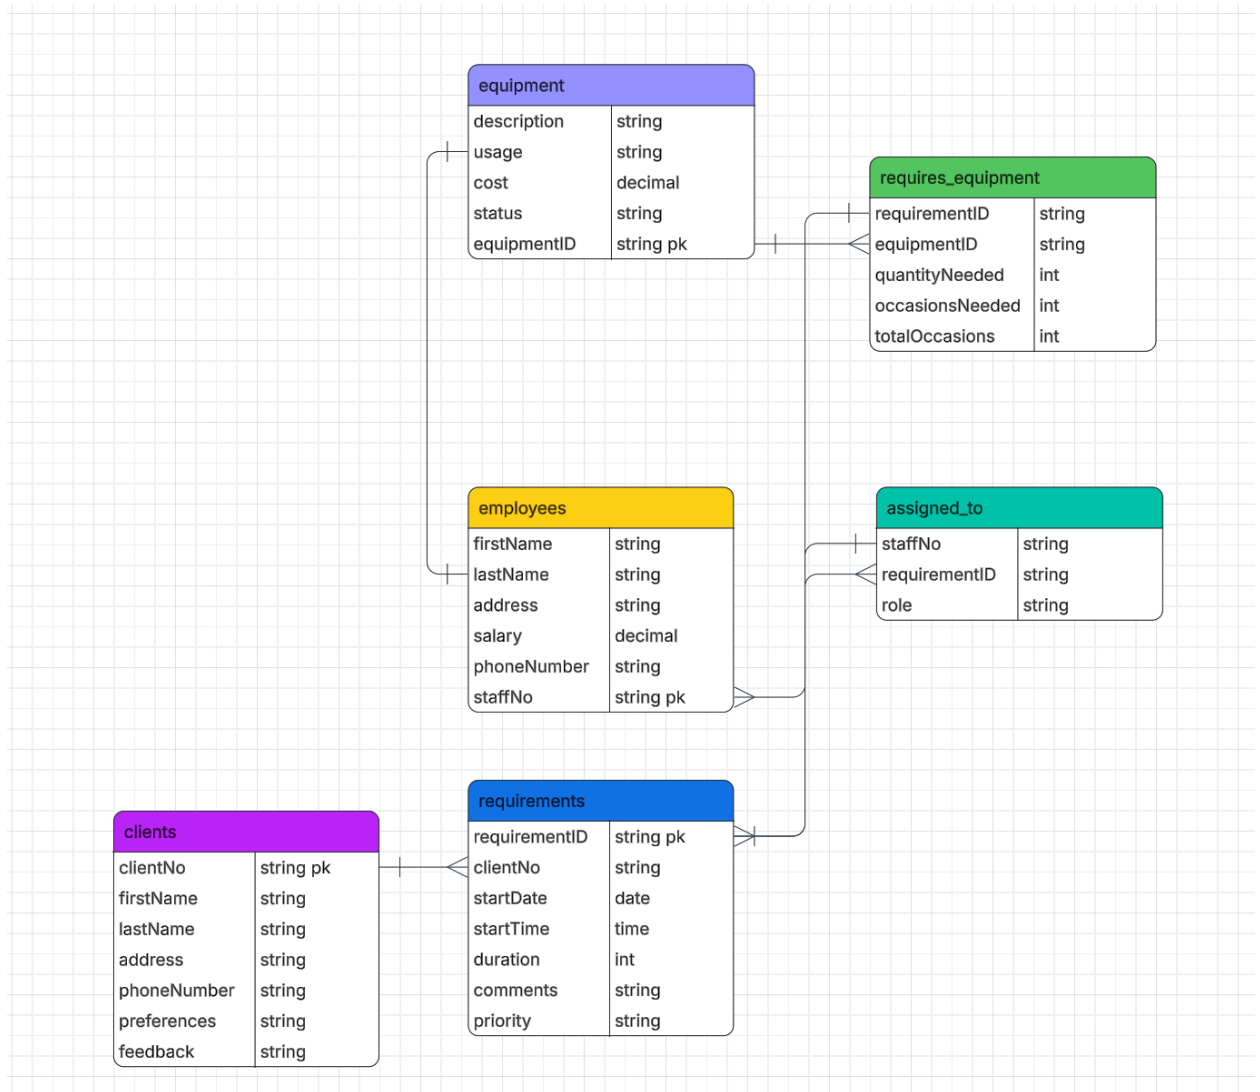 equipment
description string
usage string
cost decimal
status string
equipmentID string pk
requires_equipment
requirementID string
equipmentID string
quantityNeeded int
occasionsNeeded int
totalOccasions int
employees
firstName string
lastName string
address string
salary decimal
phoneNumber string
staffNo string pk
assigned_to
staffNo string
requirementID string
role string
requirements
requirementID string pk
clientNo string
startDate date
startTime time
duration int
comments string
priority string
clients
clientNo string pk
firstName string
lastName string
address string
phoneNumber string
preferences string
feedback string